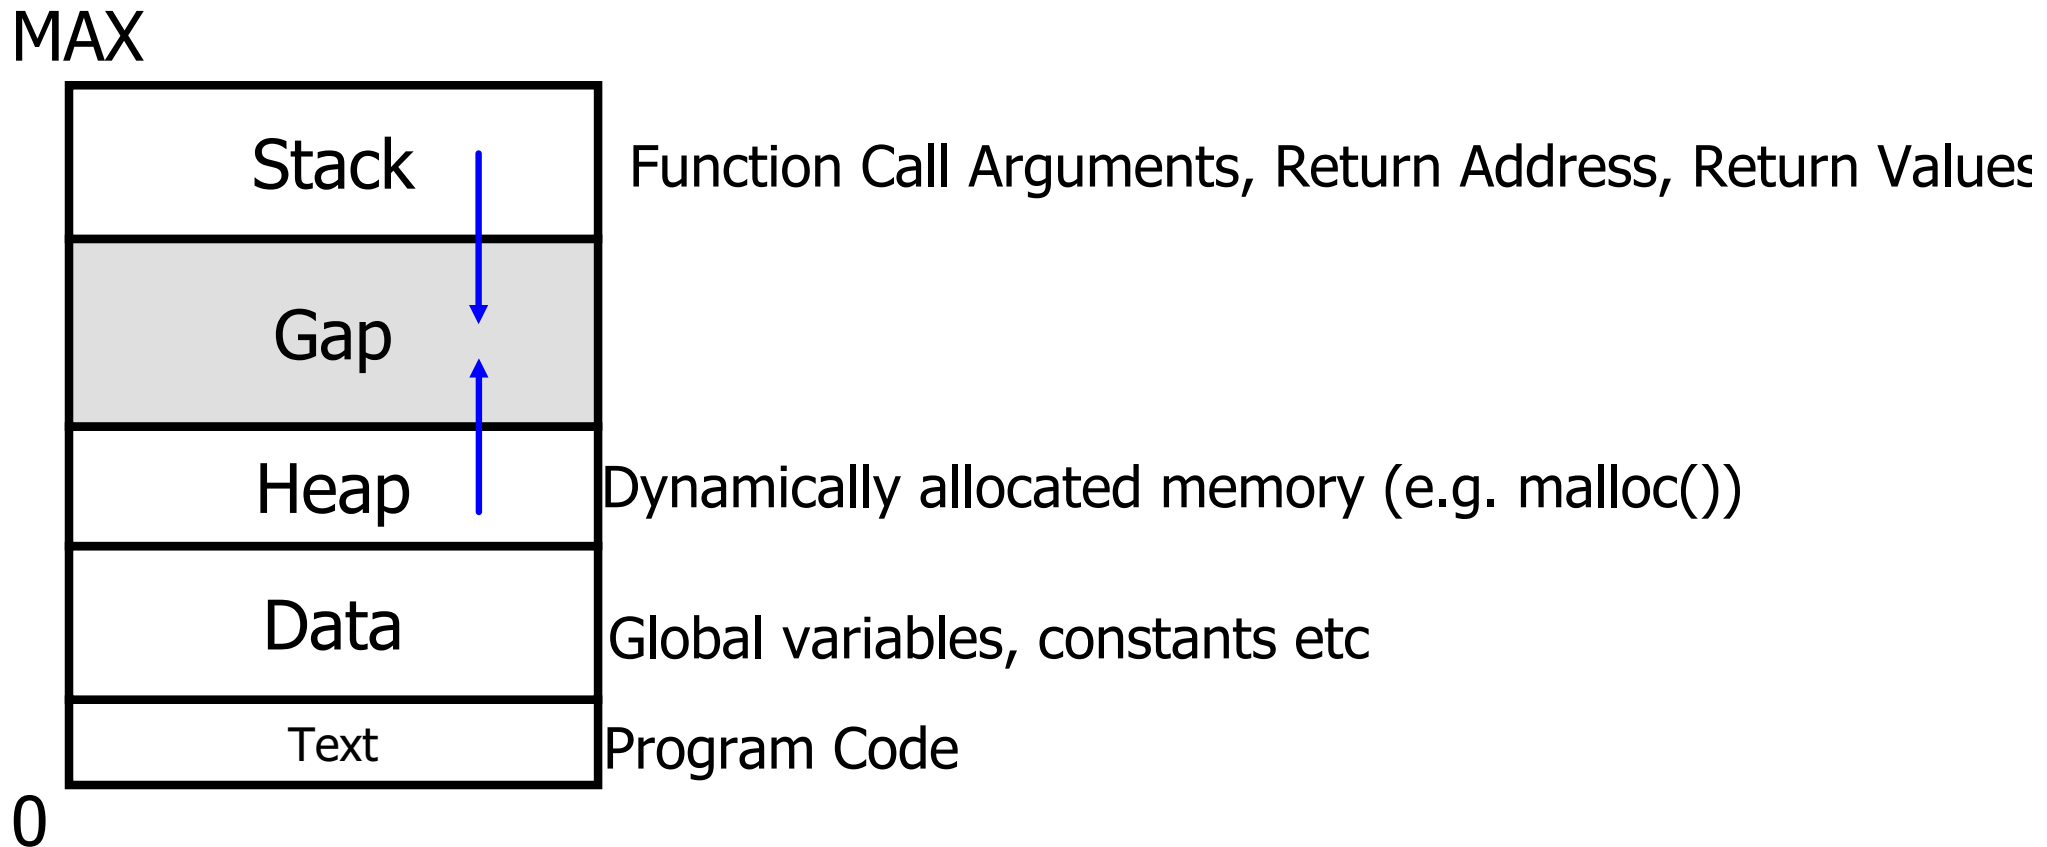 MAX
Stack Function Call Arguments, Return Address, Return Values
Gap
Heap Dynamically allocated memory (e.g. malloc())
Data Global variables, constants etc
Text Program Code
0